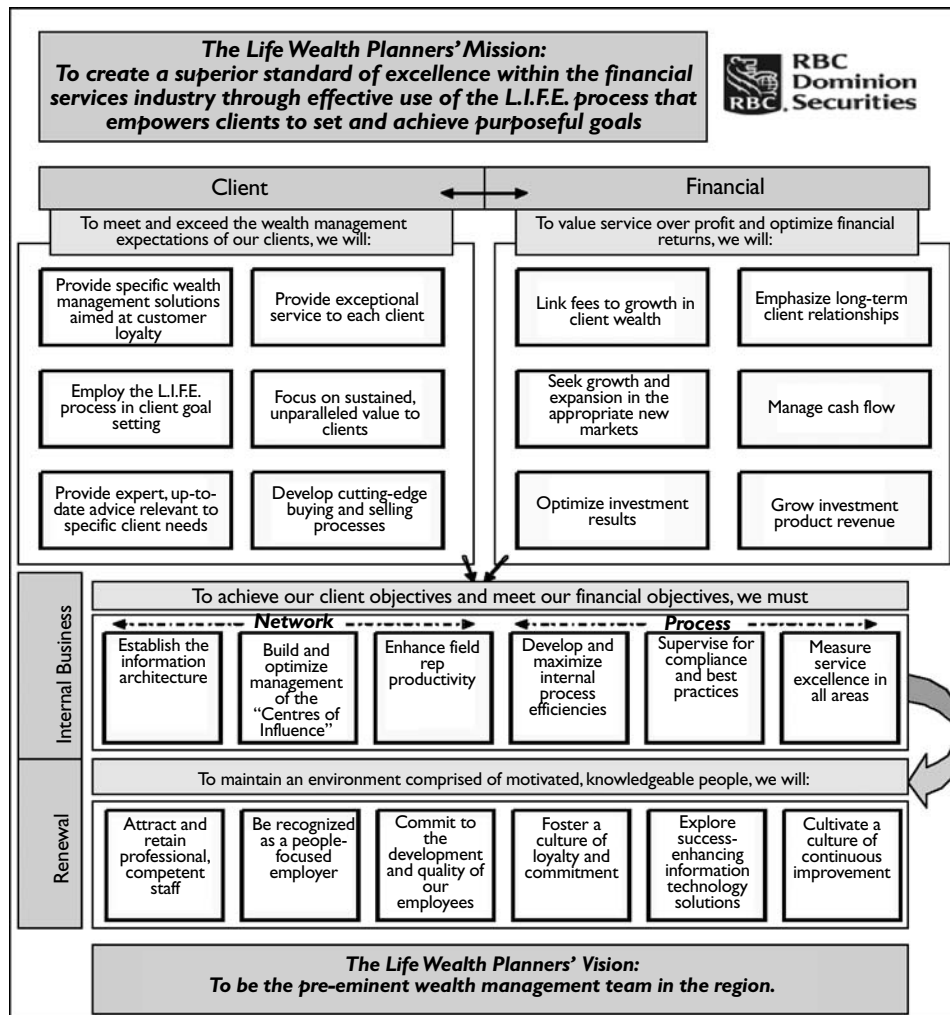 The Life Wealth Planners' Mission:
To create a superior standard of excellence within the financial
services industry through effective use of the L.I.F.E. process that
empowers clients to set and achieve purposeful goals
RBC
RBC
Dominion
Securities
Client
Financial
To meet and exceed the wealth management
expectations of our clients, we will:
To value service over profit and optimize financial
returns, we will:
Provide specific wealth
management solutions
aimed at customer
loyalty
Provide exceptional
service to each client
Link fees to growth in
client wealth
Emphasize long-term
client relationships
Employ the L.I.F.E.
process in client goal
setting
Focus on sustained,
unparalleled value to
clients
Seek growth and
expansion in the
appropriate new
markets
Manage cash flow
Provide expert, up-to-
date advice relevant to
specific client needs
Develop cutting-edge
buying and selling
processes
Optimize investment
results
Grow investment
product revenue
Internal Business
To achieve our client objectives and meet our financial objectives, we must
Network
Process
Establish the
information
architecture
Build and
optimize
management
of the
“Centres of
Influence”
Enhance field
rep
productivity
Develop and
maximize
internal
process
efficiencies
Supervise for
compliance
and best
practices
Measure
service
excellence in
all areas
Renewal
To maintain an environment comprised of motivated, knowledgeable people, we will:
Attract and
retain
professional,
competent
staff
Be recognized
as a people-
focused
employer
Commit to
the
development
and quality of
our
employees
Foster a
culture of
loyalty and
commitment
Explore
success-
enhancing
information
technology
solutions
Cultivate a
culture of
continuous
improvement
The Life Wealth Planners' Vision:
To be the pre-eminent wealth management team in the region.